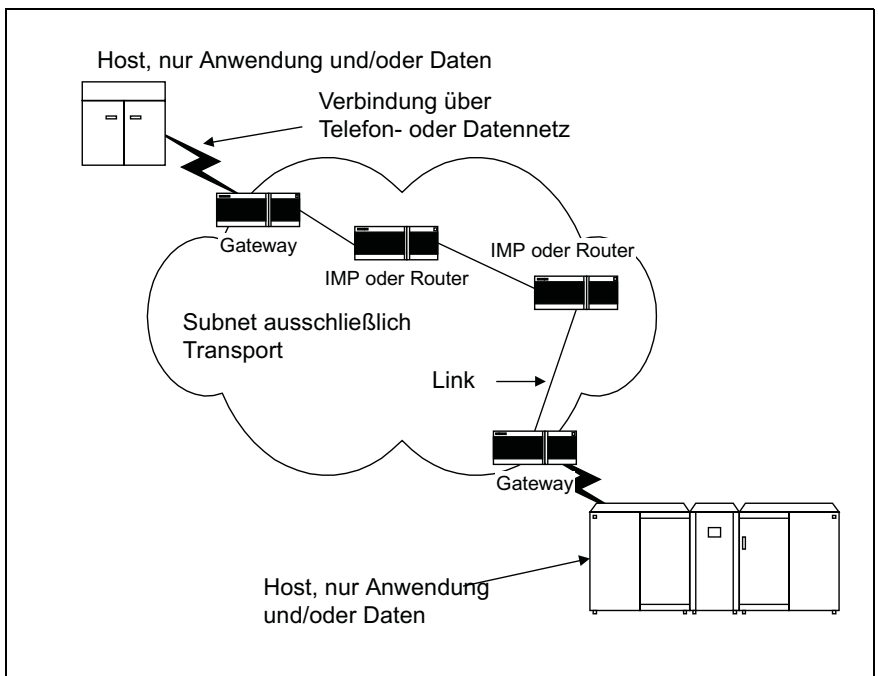 Host, nur Anwendung und/oder Daten
Verbindung über
Telefon- oder Datennetz
Gateway
IMP oder Router
IMP oder Router
Subnet ausschließlich
Transport
Link
Gateway
Host, nur Anwendung
und/oder Daten